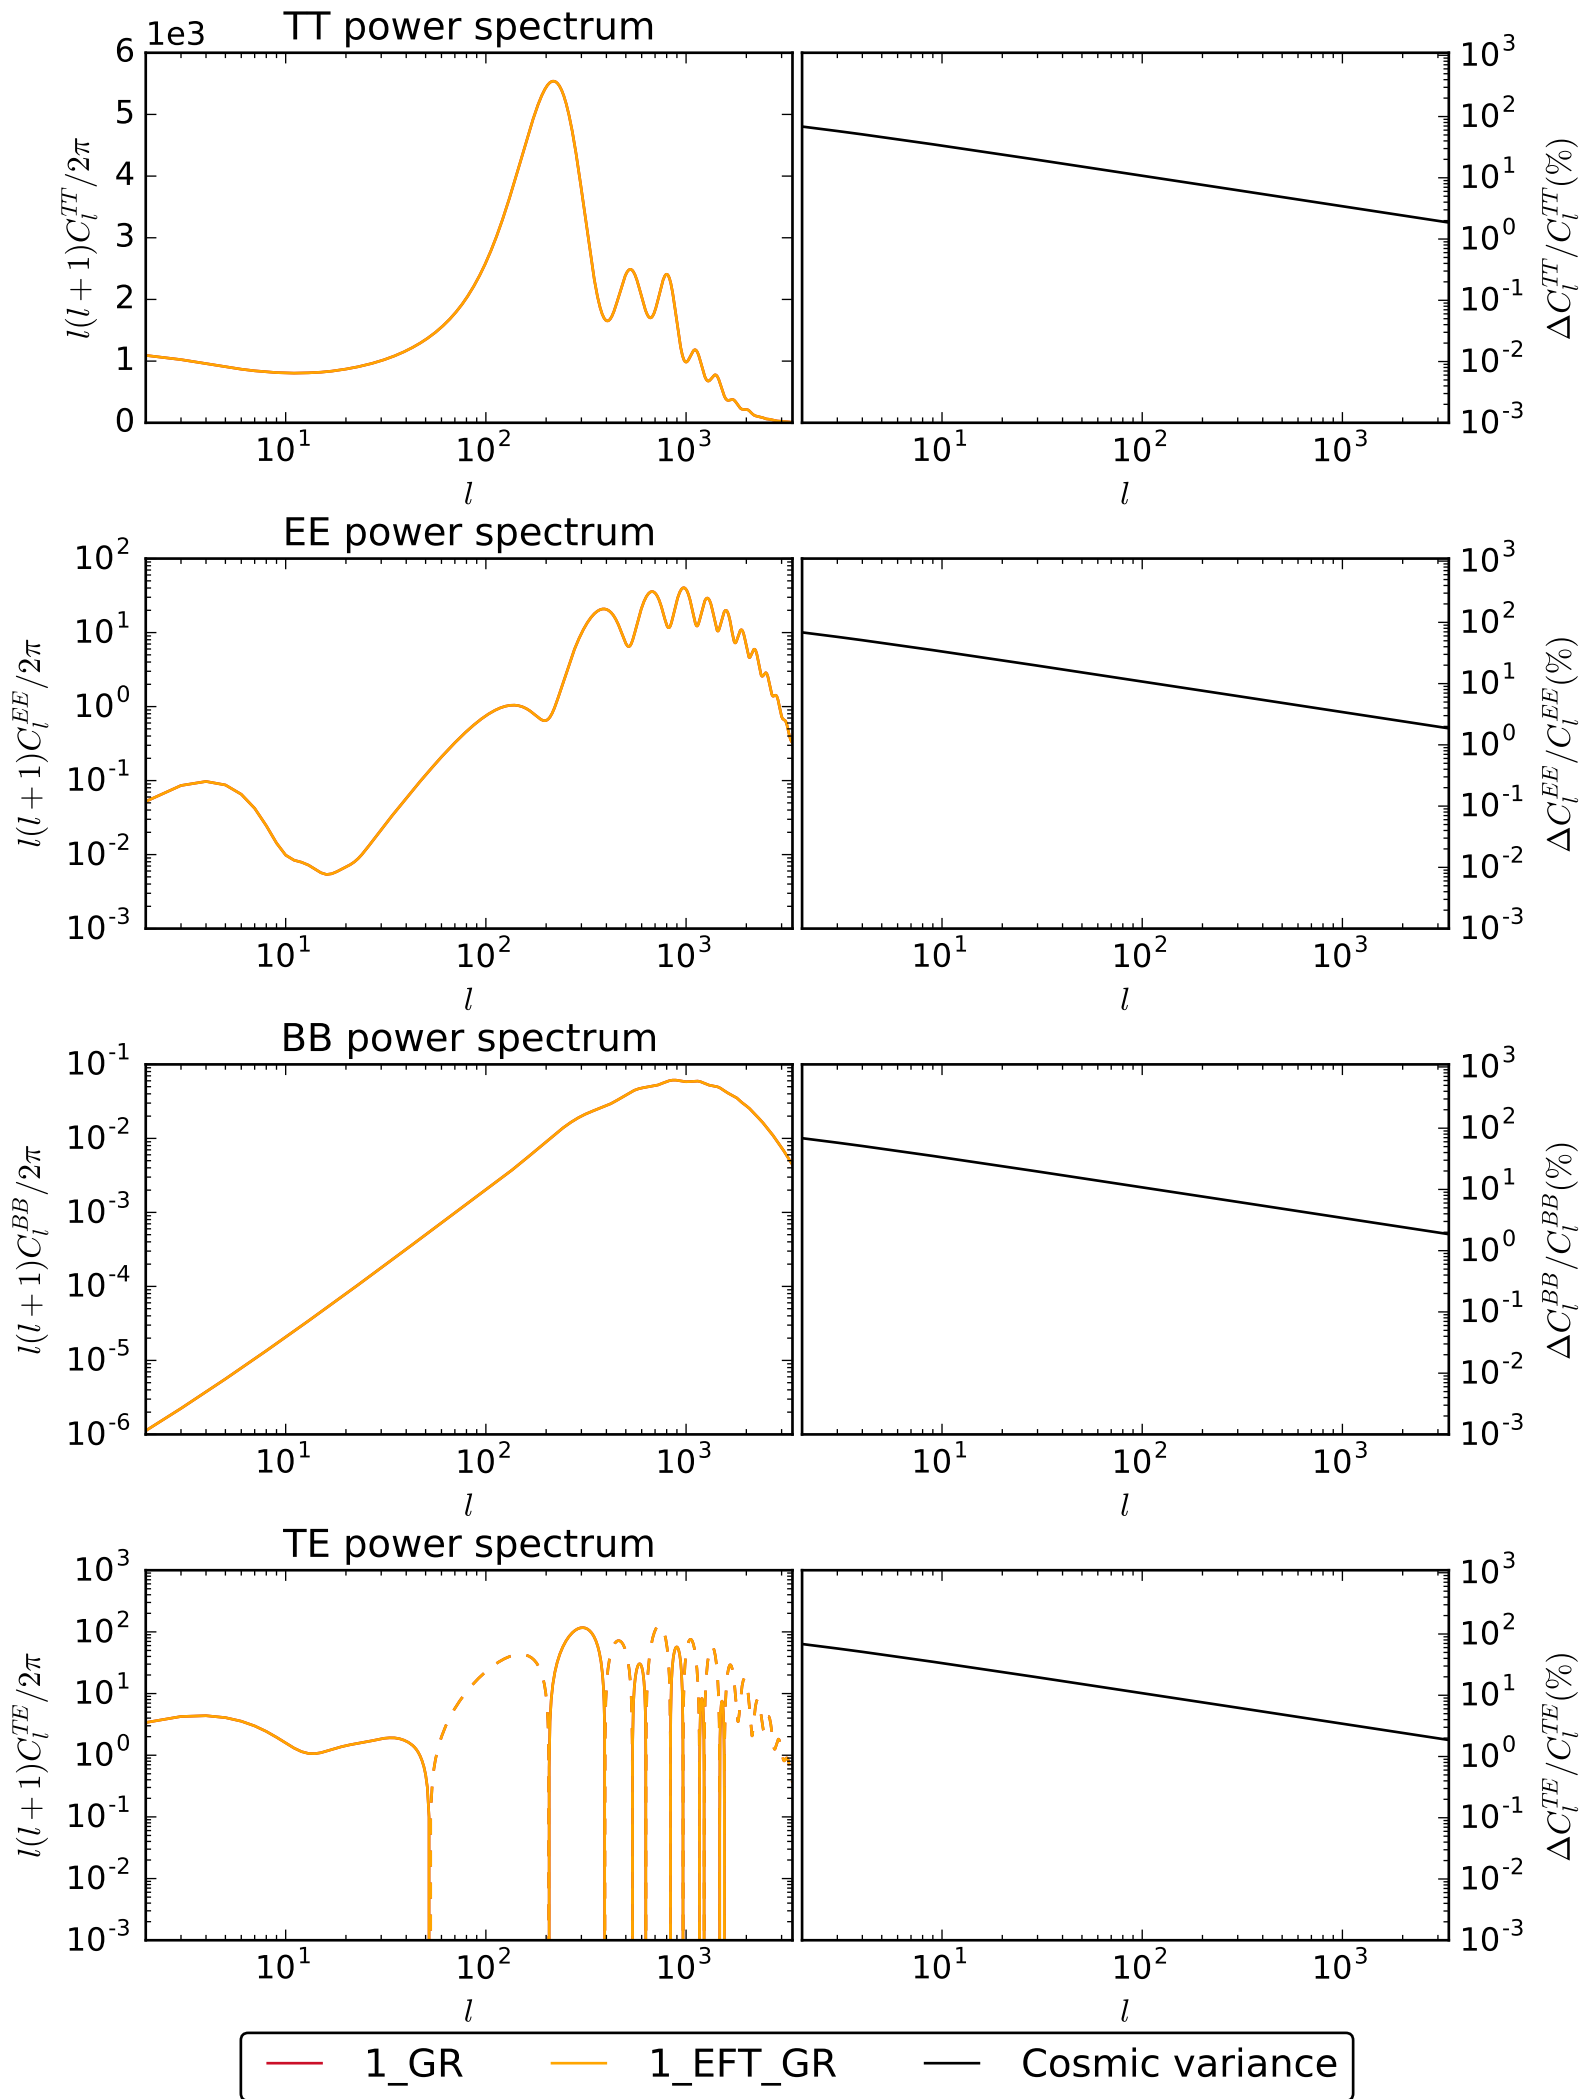 TT power spectrum
1e3
6
5
4
3
2
1
0
l(l + 1)C_l^{TT}/2π
10^1 10^2 10^3
l
10^3
10^2
10^1
10^0
10^-1
10^-2
10^-3
ΔC_l^{TT}/C_l^{TT}(%)
10^1 10^2 10^3
l
EE power spectrum
10^2
10^1
10^0
10^-1
10^-2
10^-3
l(l + 1)C_l^{EE}/2π
10^1 10^2 10^3
l
10^3
10^2
10^1
10^0
10^-1
10^-2
10^-3
ΔC_l^{EE}/C_l^{EE}(%)
10^1 10^2 10^3
l
BB power spectrum
10^-1
10^-2
10^-3
10^-4
10^-5
10^-6
l(l + 1)C_l^{BB}/2π
10^1 10^2 10^3
l
10^3
10^2
10^1
10^0
10^-1
10^-2
10^-3
ΔC_l^{BB}/C_l^{BB}(%)
10^1 10^2 10^3
l
TE power spectrum
10^3
10^2
10^1
10^0
10^-1
10^-2
10^-3
l(l + 1)C_l^{TE}/2π
10^1 10^2 10^3
l
10^3
10^2
10^1
10^0
10^-1
10^-2
10^-3
ΔC_l^{TE}/C_l^{TE}(%)
10^1 10^2 10^3
l
1_GR 1_EFT_GR Cosmic variance